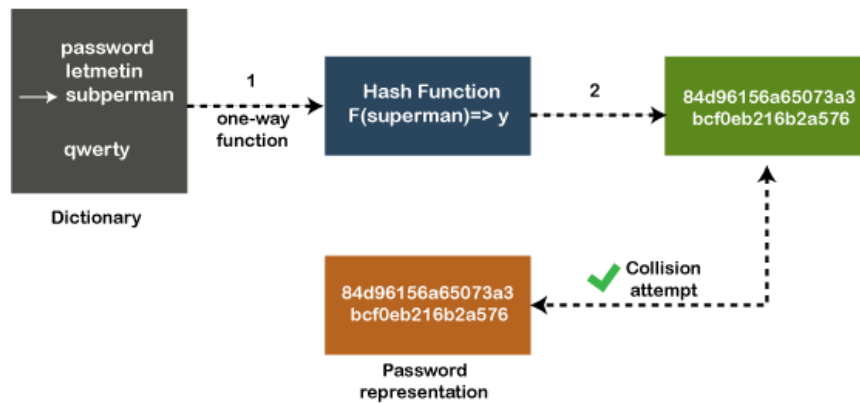 password
letmetin
subperman
qwerty
Dictionary
1
one-way
function
Hash Function
F(superman)=> y
2
84d96156a65073a3
bcf0eb216b2a576
Collision
attempt
84d96156a65073a3
bcf0eb216b2a576
Password
representation